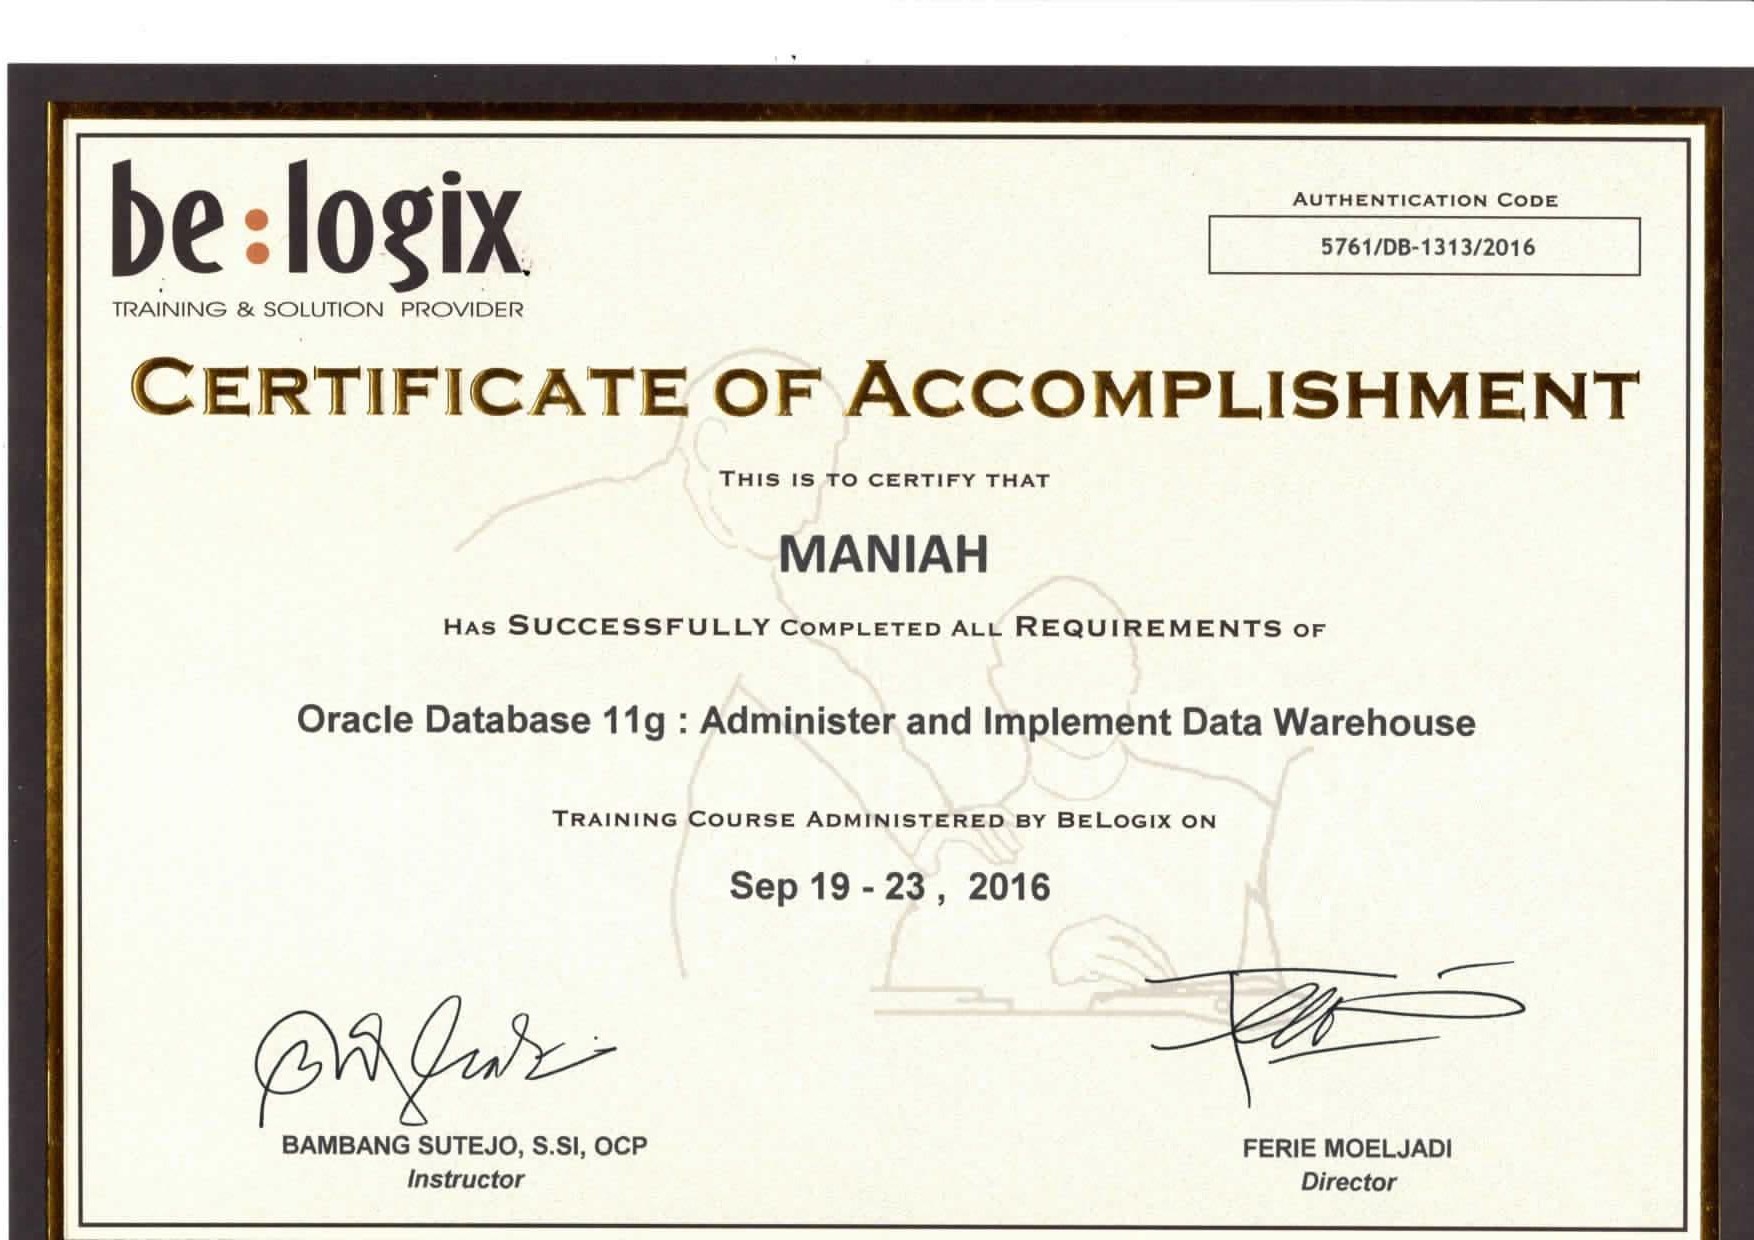 be:logix
TRAINING & SOLUTION PROVIDER
AUTHENTICATION CODE
5761/DB-1313/2016
CERTIFICATE OF ACCOMPLISHMENT
THIS IS TO CERTIFY THAT
MANIAH
HAS SUCCESSFULLY COMPLETED ALL REQUIREMENTS OF
Oracle Database 11g : Administer and Implement Data Warehouse
TRAINING COURSE ADMINISTERED BY BELOGIX ON
Sep 19 - 23 , 2016
BAMBANG SUTEJO, S.SI, OCP
Instructor
FERIE MOELJADI
Director